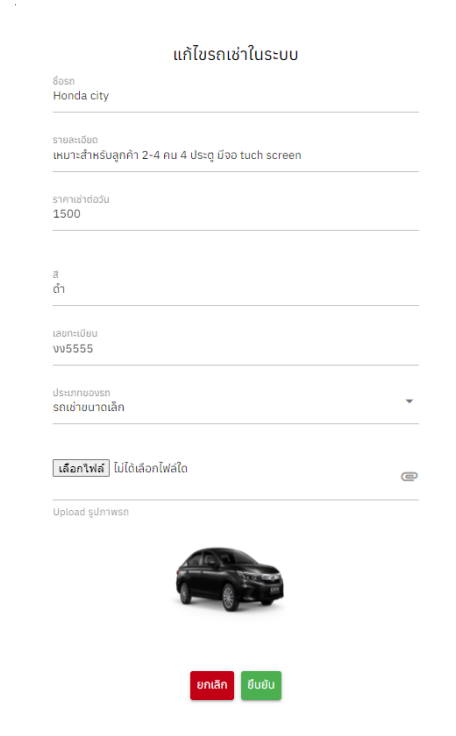 แก้ไขรถเช่าในระบบ
ชื่อรถ
Honda city
รายละเอียด
เหมาะสำหรับลูกค้า 2-4 คน 4 ประตู มีจอ tuch screen
ราคาเช่าต่อวัน
1500
สี
ดำ
เลขทะเบียน
งง5555
ประเภทของรถ
รถเช่าขนาดเล็ก
เลือกไฟล์ ไม่ได้เลือกไฟล์ใด
Upload รูปภาพรถ
ยกเลิก ยืนยัน